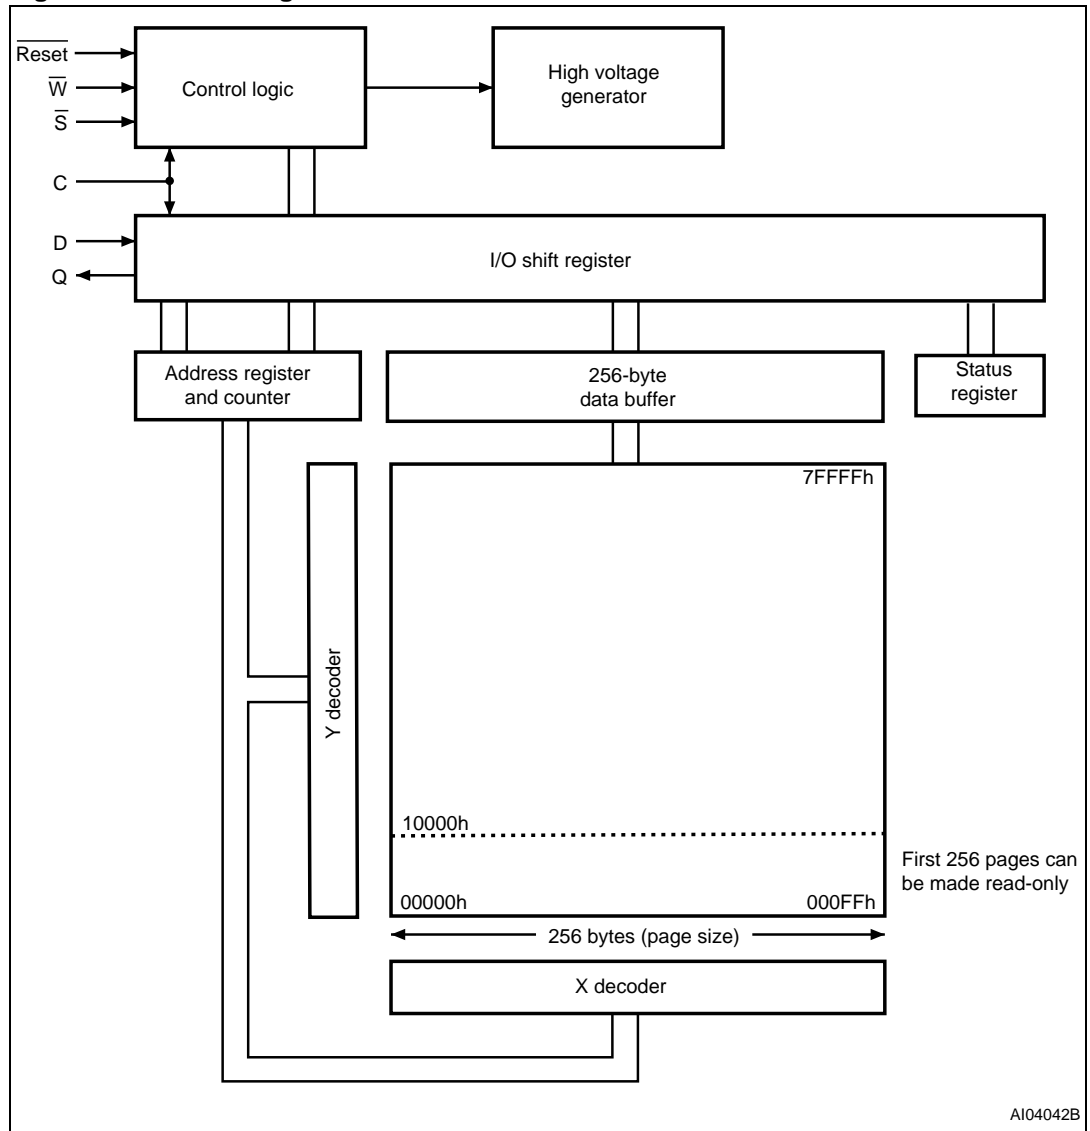 Reset
W
S
Control logic
High voltage
generator
C
D
Q
I/O shift register
Address register
and counter
256-byte
data buffer
Status
register
7FFFFh
Y decoder
10000h
First 256 pages can
be made read-only
00000h
000FFh
256 bytes (page size)
X decoder
AI04042B